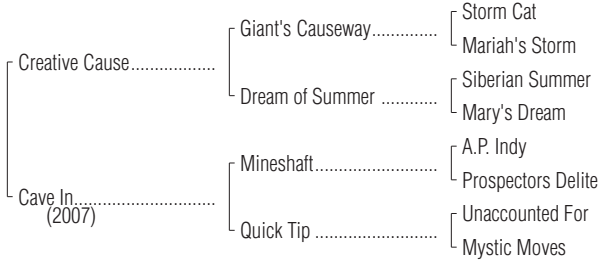 Storm Cat
Giant's Causeway..............
Mariah's Storm
Creative Cause..................
Siberian Summer
Dream of Summer ............
Mary's Dream
A.P. Indy
Mineshaft..........................
Prospectors Delite
Cave In..............................
(2007)
Unaccounted For
Quick Tip ..........................
Mystic Moves